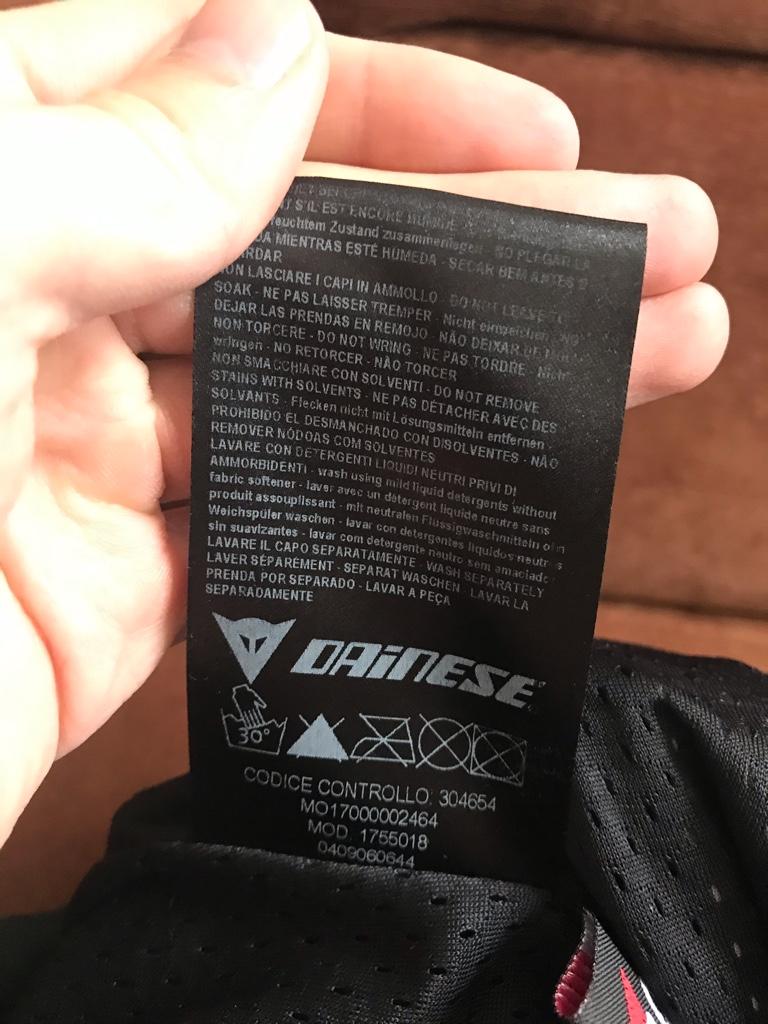 T S'IL EST ENCORE HUMIDE
feuchtem Zustand zusammenlegen - NO PLEGAR LA
MIENTRAS ESTÉ HÚMEDA - SECAR BEM ANTES
ARDAR
NON LASCIARE I CAPI IN AMMOLLO - DO NOT LEAVE TO
SOAK - NE PAS LAISSER TREMPER - Nicht einweichen - NO
DEJAR LAS PRENDAS EN REMOJO - NÃO DEIXAR DE
NON TORCERE - DO NOT WRING - NE PAS TORDRE - Nicht
wringen - NO RETORCER - NÃO TORCER
NON SMACCHIARE CON SOLVENTI - DO NOT REMOVE
STAINS WITH SOLVENTS - NE PAS DÉTACHER AVEC DES
SOLVANTS - Flecken nicht mit Lösungsmitteln entfernen -
PROHIBIDO EL DESMANCHADO CON DISOLVENTES - NÃO
REMOVER NÓDOAS COM SOLVENTES
LAVARE CON DETERGENTI LIQUIDI NEUTRI PRIVI DI
AMMORBIDENTI - wash using mild liquid detergents without
fabric softener - laver avec un détergent liquide neutre sans
produit assouplissant - mit neutralen Flüssigwaschmitteln
Weichspüler waschen - lavar con detergentes líquidos neutros
sin suavizantes - lavar com detergente neutro sem amaciado
LAVARE IL CAPO SEPARATAMENTE - WASH SEPARATELY
LAVER SÉPARÉMENT - SEPARAT WASCHEN - LAVAR LA
PRENDA POR SEPARADO - LAVAR A PEÇA
SEPARADAMENTE
DAINESE
30°
CODICE CONTROLLO: 304654
MO17000002464
MOD. 1755018
0409060644